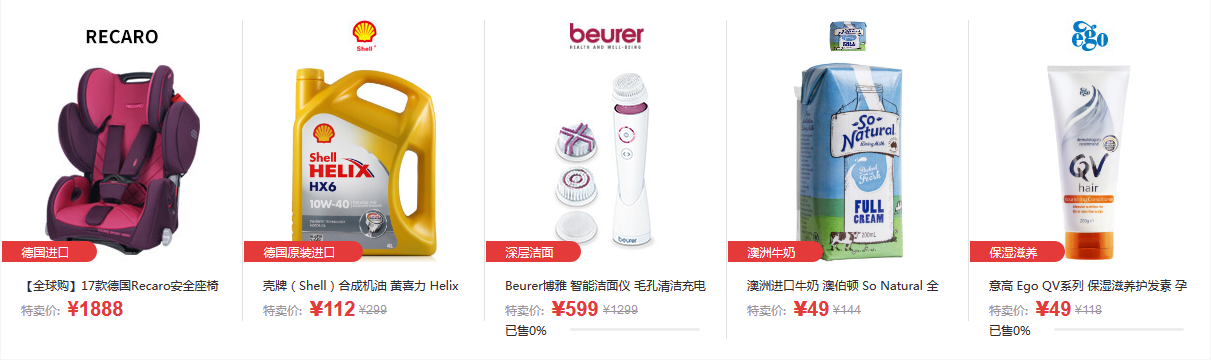 RECARO
RECARO
德国进口
【全球购】17款德国Recaro安全座椅
特卖价: ¥1888
Shell
Shell
HELIX
HX6
10W-40
4L
德国原装进口
壳牌（Shell）合成机油 黄喜力 Helix
特卖价: ¥112 ¥299
beurer
HEALTH AND WELL-BEING
beurer
深层洁面
Beurer博雅 智能洁面仪 毛孔清洁充电
特卖价: ¥599 ¥1299
已售0%
So
Natural
FULL
CREAM
200mL
澳洲牛奶
澳洲进口牛奶 澳伯顿 So Natural 全
特卖价: ¥49 ¥144
ego
ego
QV
hair
Nourishing Conditioner
200g
保湿滋养
意高 Ego QV系列 保湿滋养护发素 孕
特卖价: ¥49 ¥118
已售0%